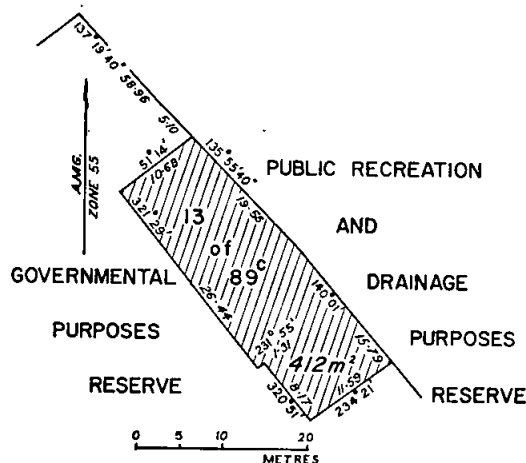 137° 19' 40"
58·96
5·10
A.M.G.
ZONE 55
51° 14'
10·68
135° 55' 40"
19·56
PUBLIC RECREATION
AND
DRAINAGE
PURPOSES
RESERVE
321° 29'
13
of
89ᶜ
GOVERNMENTAL
PURPOSES
RESERVE
26·44
140° 01'
15·79
231° 55'
1·31
412m²
8·17
320° 51'
11·59
234° 21'
0 5 10 20
METRES